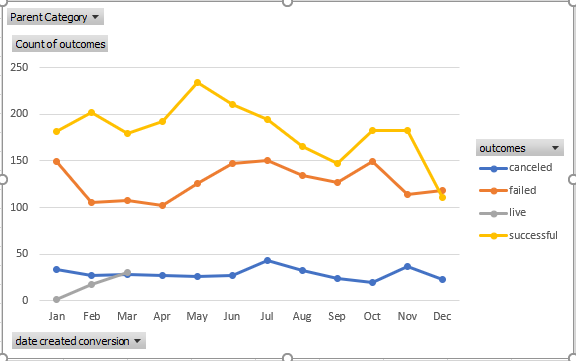 Parent Category
Count of outcomes
250
200
150
100
50
0
Jan Feb Mar Apr May Jun Jul Aug Sep Oct Nov Dec
outcomes
canceled
failed
live
successful
date created conversion